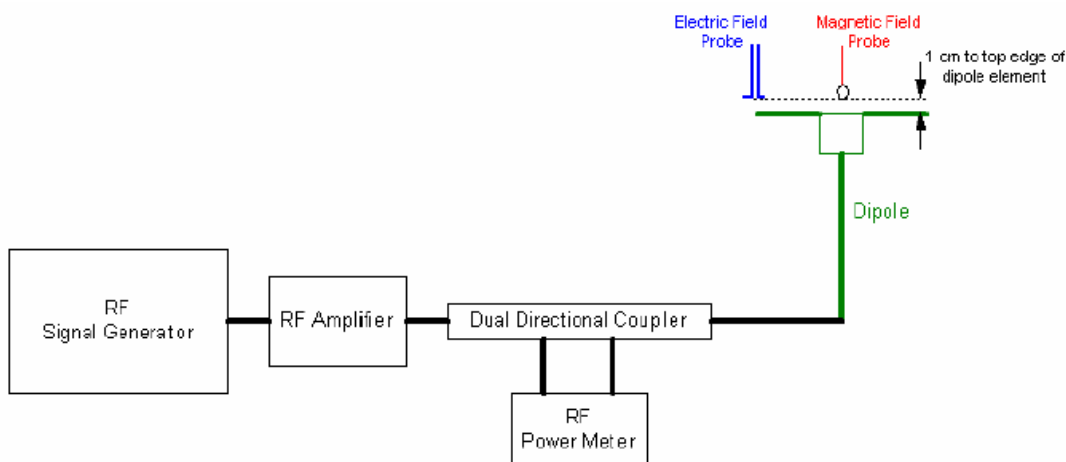 Electric Field
Probe
Magnetic Field
Probe
1 cm to top edge of
dipole element
Dipole
RF
Signal Generator
RF Amplifier
Dual Directional Coupler
RF
Power Meter